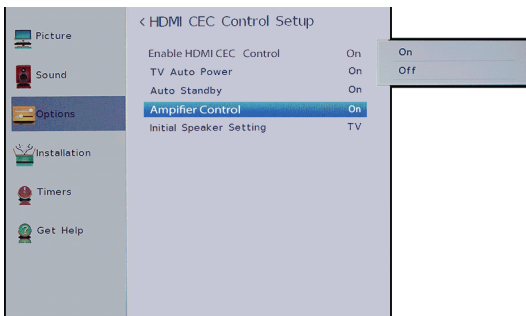 < HDMI CEC Control Setup
Picture
Sound
Options
Installation
Timers
Get Help
Enable HDMI CEC Control On
TV Auto Power On
Auto Standby On
Amplifier Control On
Initial Speaker Setting TV
On
Off